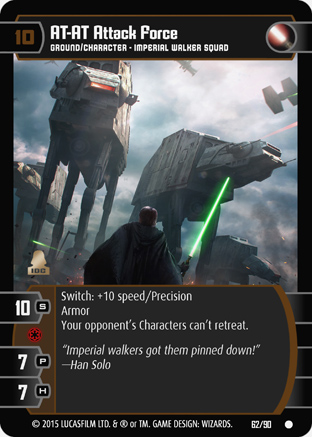 10 AT-AT Attack Force
GROUND/CHARACTER - IMPERIAL WALKER SQUAD
IDC
Switch: +10 speed/Precision
Armor
Your opponent's Characters can't retreat.
"Imperial walkers got them pinned down!"
—Han Solo
10 S
7 P
7 H
© 2015 LUCASFILM LTD. & ® or TM. GAME DESIGN: WIZARDS. 62/90